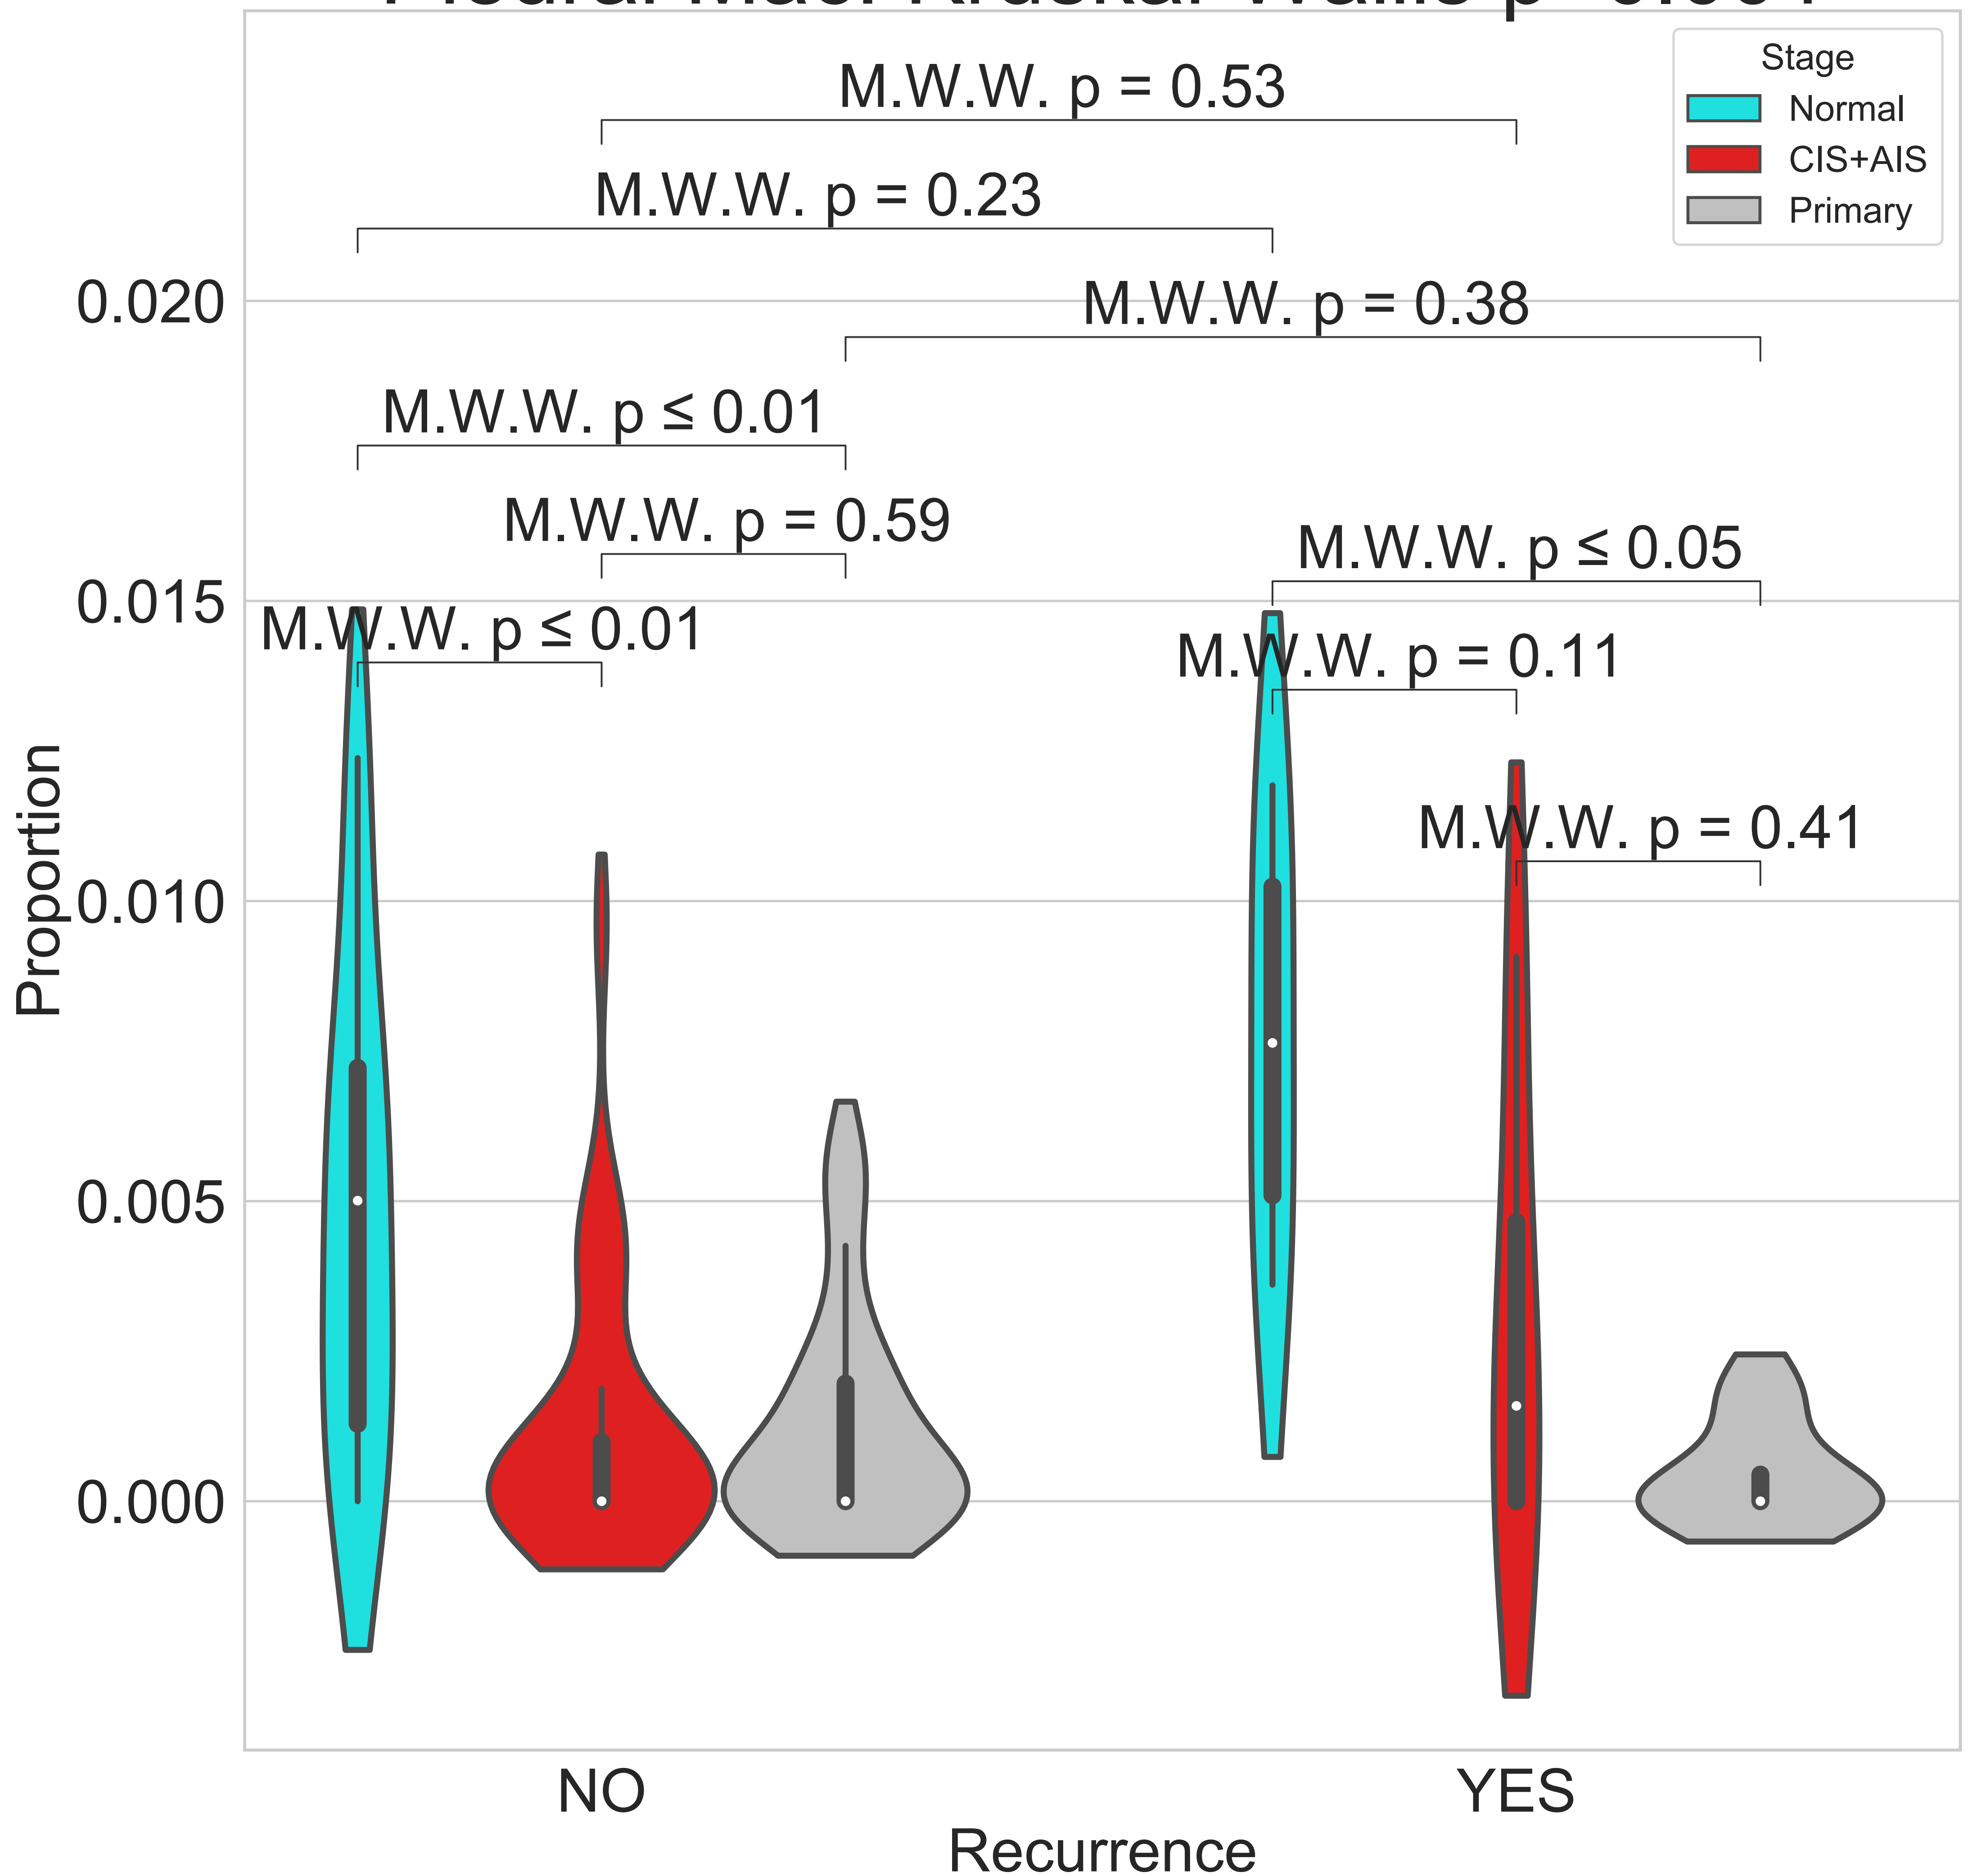 Stage
Normal
CIS+AIS
Primary
M.W.W. p = 0.53
M.W.W. p = 0.23
M.W.W. p = 0.38
M.W.W. p ≤ 0.01
M.W.W. p = 0.59
M.W.W. p ≤ 0.05
M.W.W. p ≤ 0.01
M.W.W. p = 0.11
M.W.W. p = 0.41
0.020
0.015
0.010
0.005
0.000
Proportion
NO
YES
Recurrence